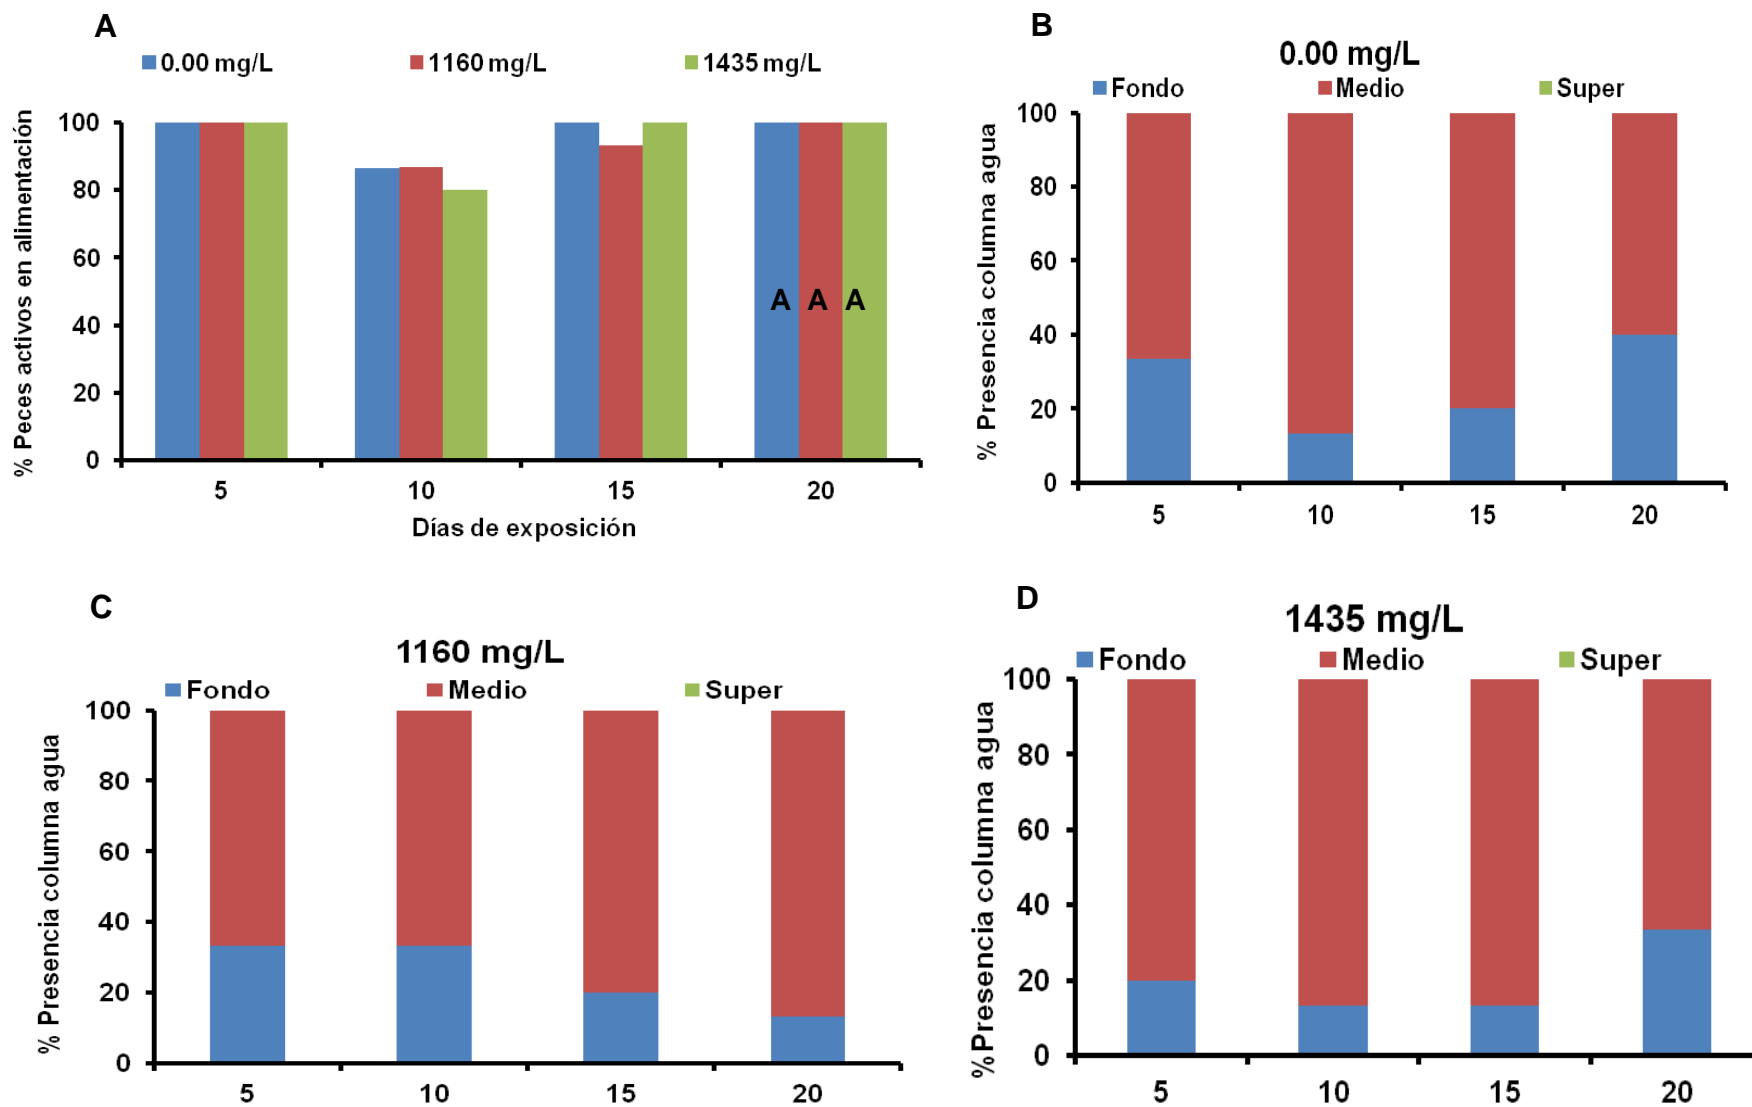 A
0.00 mg/L 1160 mg/L 1435 mg/L
% Peces activos en alimentación
100
80
60
40
20
0
A A A
5 10 15 20
Días de exposición
B
0.00 mg/L
Fondo Medio Super
% Presencia columna agua
100
80
60
40
20
0
5 10 15 20
C
1160 mg/L
Fondo Medio Super
% Presencia columna agua
100
80
60
40
20
0
5 10 15 20
D
1435 mg/L
Fondo Medio Super
%Presencia columna agua
100
80
60
40
20
0
5 10 15 20